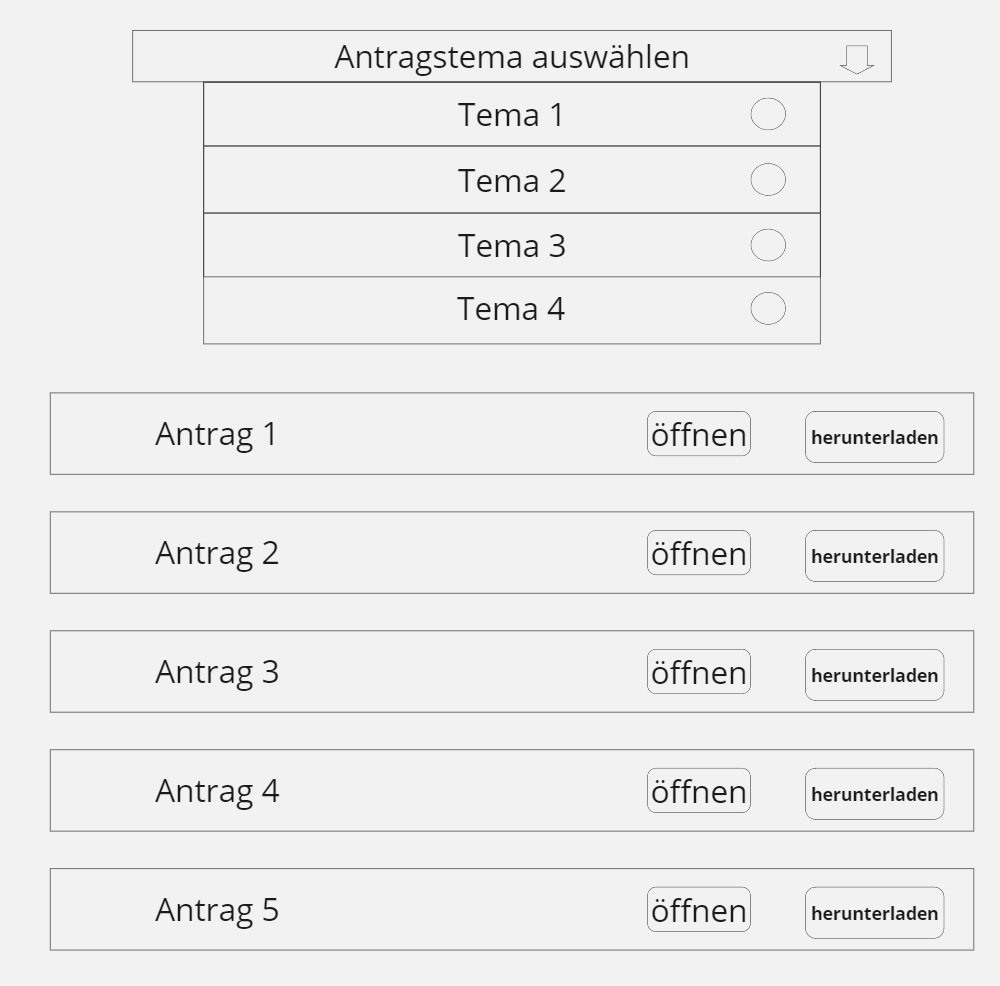 Antragstema auswählen
Tema 1
Tema 2
Tema 3
Tema 4
Antrag 1 öffnen herunterladen
Antrag 2 öffnen herunterladen
Antrag 3 öffnen herunterladen
Antrag 4 öffnen herunterladen
Antrag 5 öffnen herunterladen